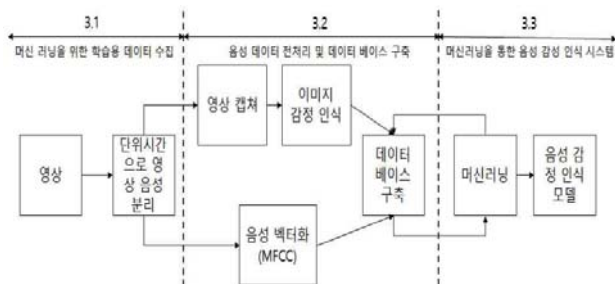 3.1
3.2
3.3
머신 러닝을 위한 학습용 데이터 수집
음성 데이터 전처리 및 데이터 베이스 구축
머신러닝을 통한 음성 감성 인식 시스템
영상
단위시간
으로 영
상 음성
분리
영상 캡쳐
이미지
감정 인식
음성 벡터화
(MFCC)
데이터
베이스
구축
머신러닝
음성 감
정 인식
모델